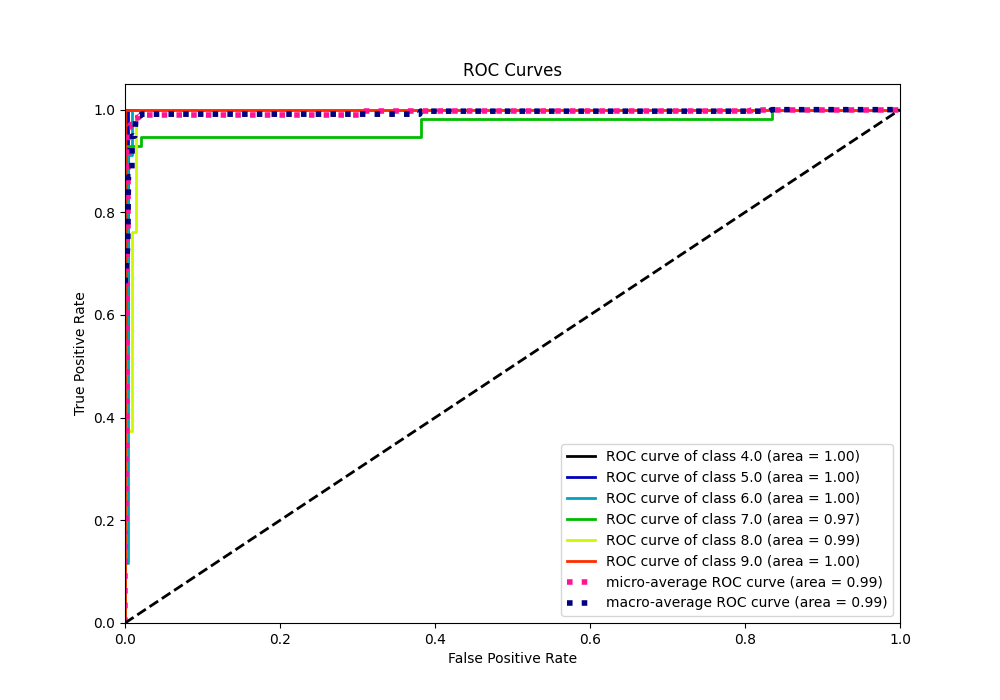 ROC Curves
True Positive Rate
1.0
0.8
0.6
0.4
0.2
0.0
0.0 0.2 0.4 0.6 0.8 1.0
False Positive Rate
ROC curve of class 4.0 (area = 1.00)
ROC curve of class 5.0 (area = 1.00)
ROC curve of class 6.0 (area = 1.00)
ROC curve of class 7.0 (area = 0.97)
ROC curve of class 8.0 (area = 0.99)
ROC curve of class 9.0 (area = 1.00)
micro-average ROC curve (area = 0.99)
macro-average ROC curve (area = 0.99)